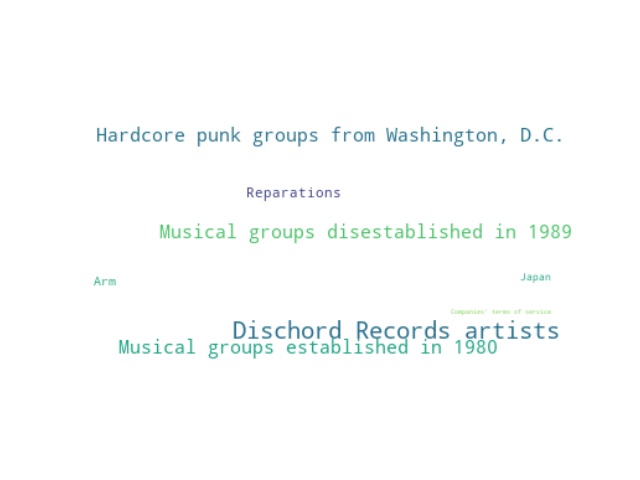 Hardcore punk groups from Washington, D.C.
Reparations
Musical groups disestablished in 1989
Japan
Arm
Companies' terms of service
Dischord Records artists
Musical groups established in 1980